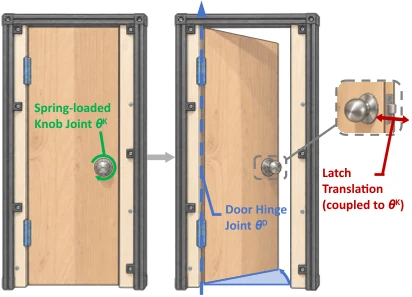 Spring-loaded
Knob Joint θᴷ
Door Hinge
Joint θᴰ
Latch
Translation
(coupled to θᴷ)